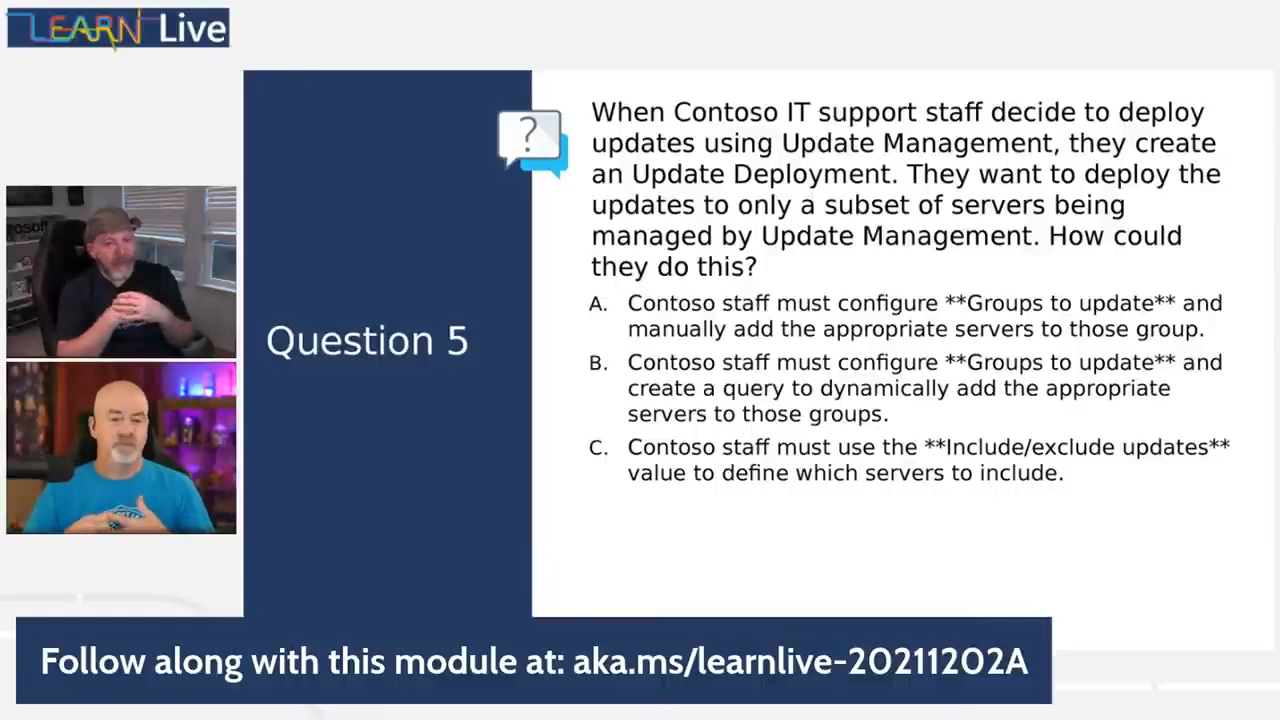 LEARN Live
Question 5
?
When Contoso IT support staff decide to deploy
updates using Update Management, they create
an Update Deployment. They want to deploy the
updates to only a subset of servers being
managed by Update Management. How could
they do this?
A. Contoso staff must configure **Groups to update** and
manually add the appropriate servers to those group.
B. Contoso staff must configure **Groups to update** and
create a query to dynamically add the appropriate
servers to those groups.
C. Contoso staff must use the **Include/exclude updates**
value to define which servers to include.
Follow along with this module at: aka.ms/learnlive-20211202A